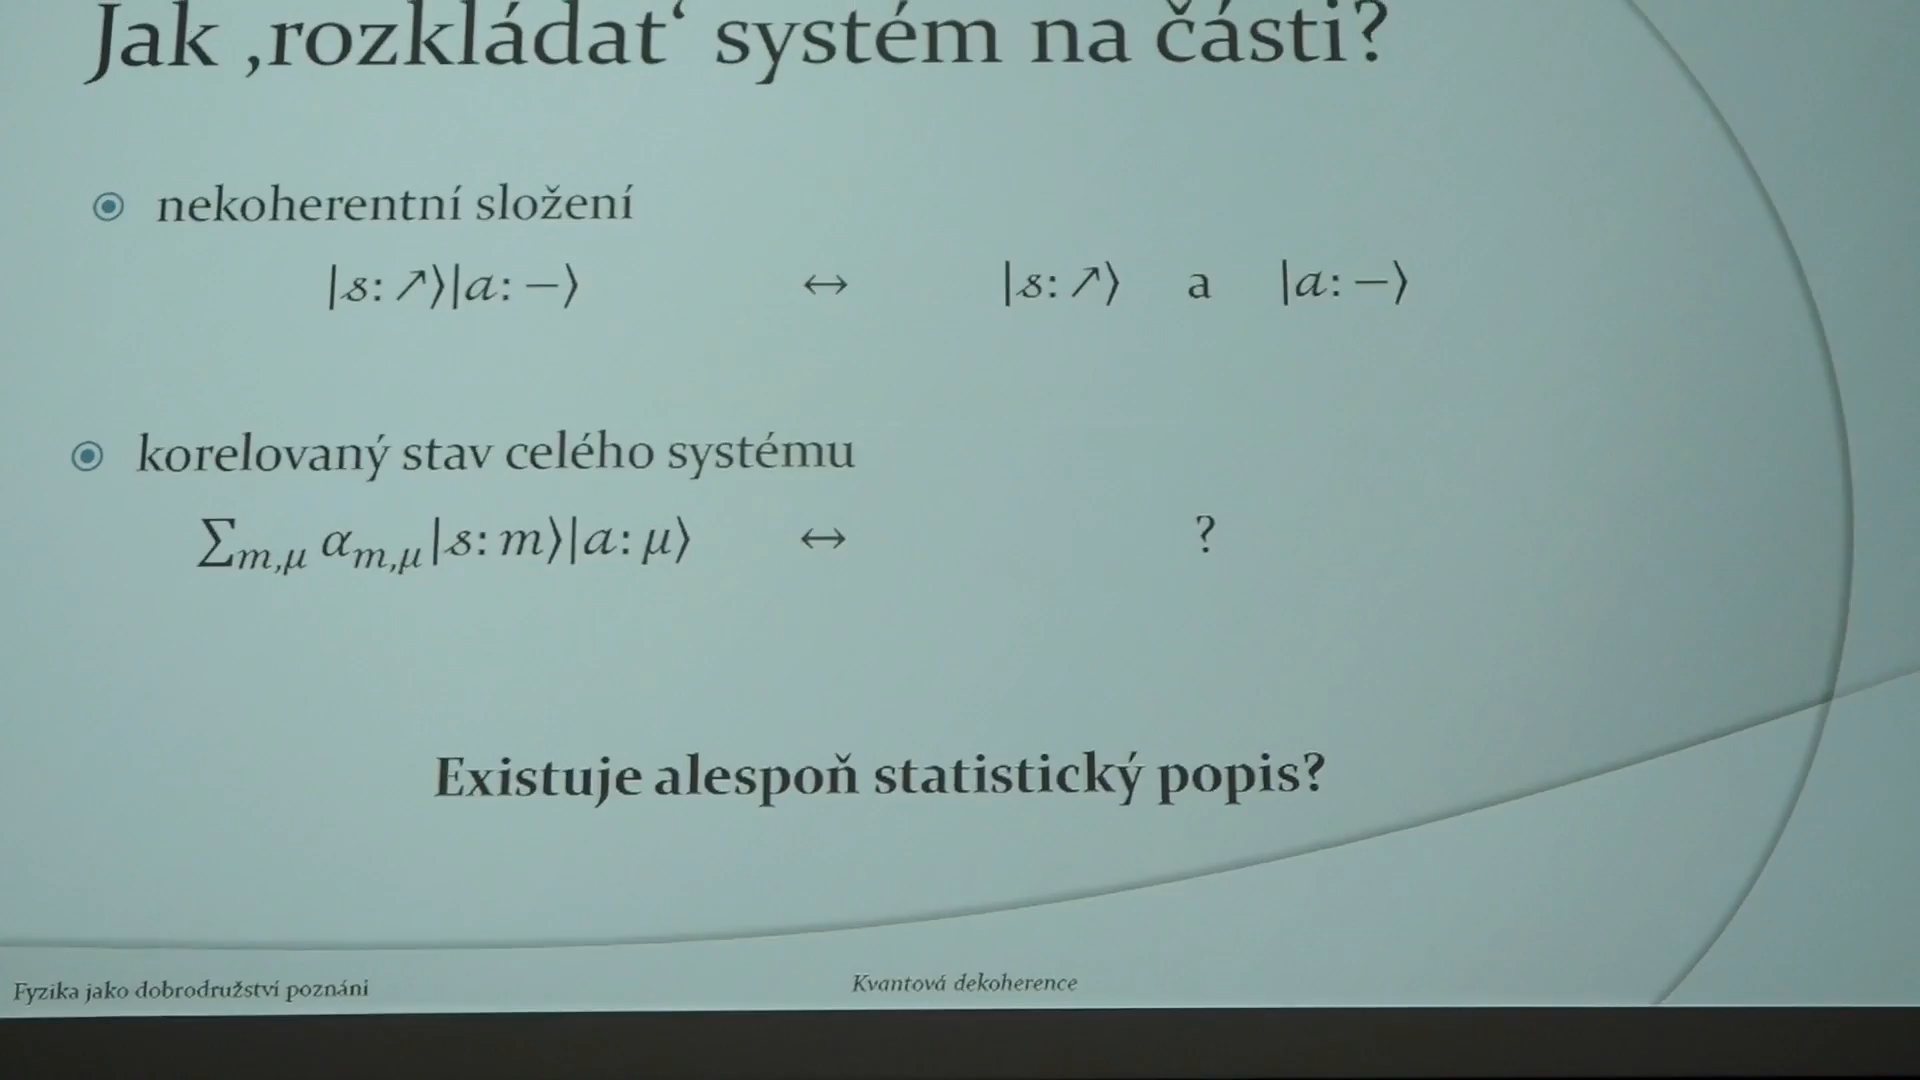 Jak ‚rozkládat‘ systém na části?
nekoherentní složení
|s: ↗⟩|a: −⟩ ↔ |s: ↗⟩ a |a: −⟩
korelovaný stav celého systému
∑m,μ αm,μ|s: m⟩|a: μ⟩ ↔ ?
Existuje alespoň statistický popis?
Fyzika jako dobrodružství poznání Kvantová dekoherence